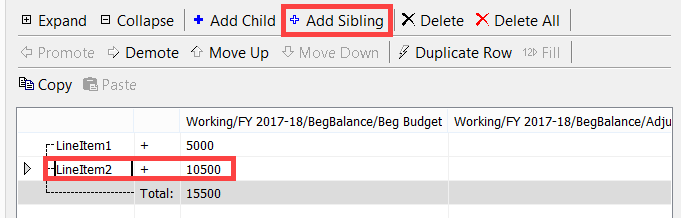 Expand Collapse Add Child Add Sibling Delete Delete All
Promote Demote Move Up Move Down Duplicate Row 12 Fill
Copy Paste
Working/FY 2017-18/BegBalance/Beg Budget Working/FY 2017-18/BegBalance/Adju
LineItem1 + 5000
LineItem2 + 10500
Total: 15500